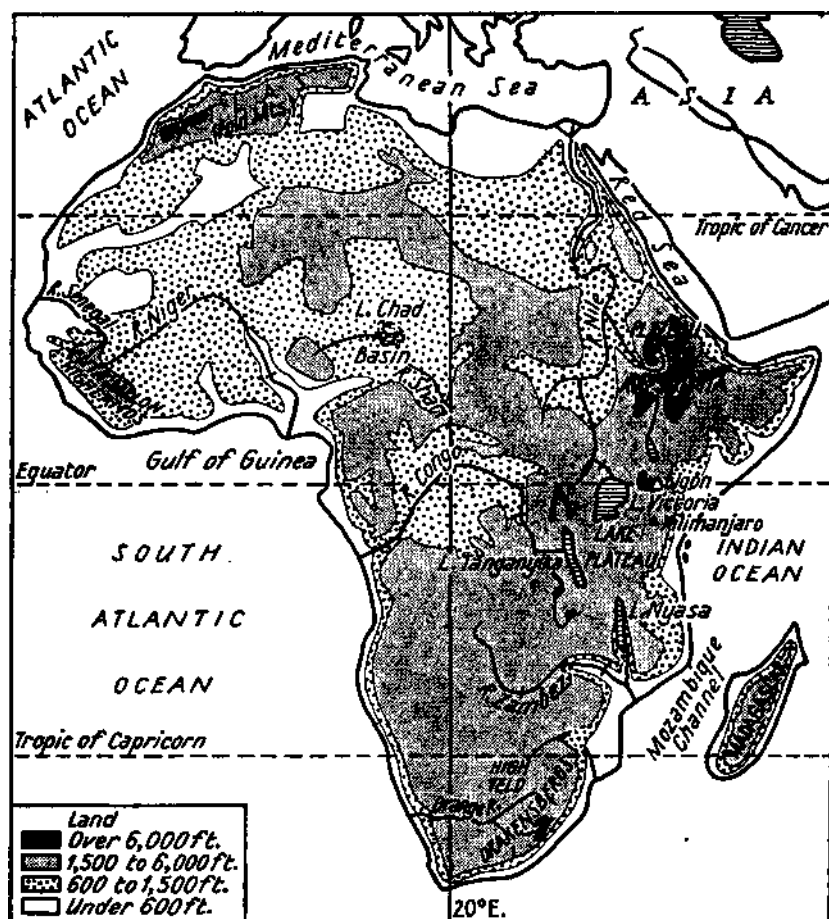 ATLANTIC
OCEAN
Mediterranean Sea
A S I A
Red Sea
Tropic of Cancer
R. Niger
L. Chad
Basin
R. Nile
R. Shari
Gulf of Guinea
Equator
R. Congo
L. Victoria
Kilimanjaro
LAKE
PLATEAU
L. Tanganyika
INDIAN
OCEAN
L. Nyasa
SOUTH
ATLANTIC
OCEAN
R. Zambezi
Mozambique
Channel
MADAGASCAR
Tropic of Capricorn
HIGH
VELD
Orange R.
DRAKENSBERGS
Land
Over 6,000 ft.
1,500 to 6,000 ft.
600 to 1,500 ft.
Under 600 ft.
20°E.